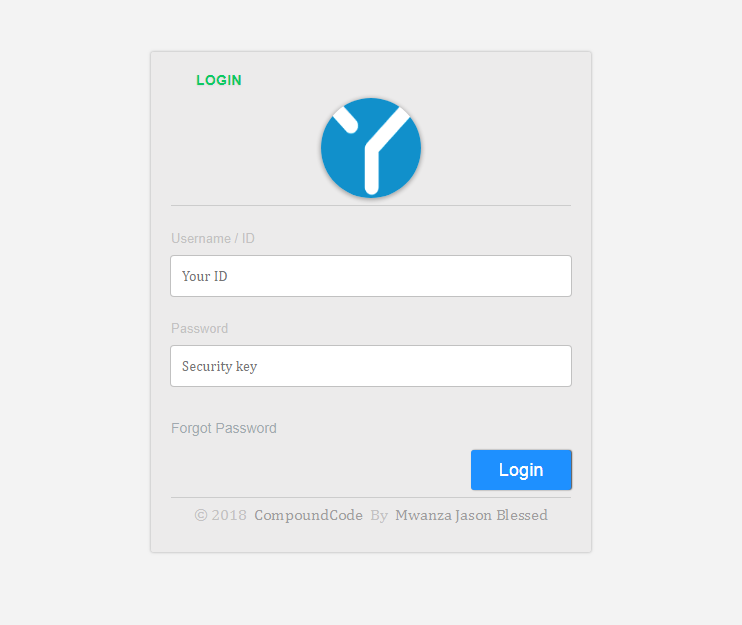 LOGIN
Username / ID
Your ID
Password
Security key
Forgot Password
Login
© 2018 CompoundCode By Mwanza Jason Blessed